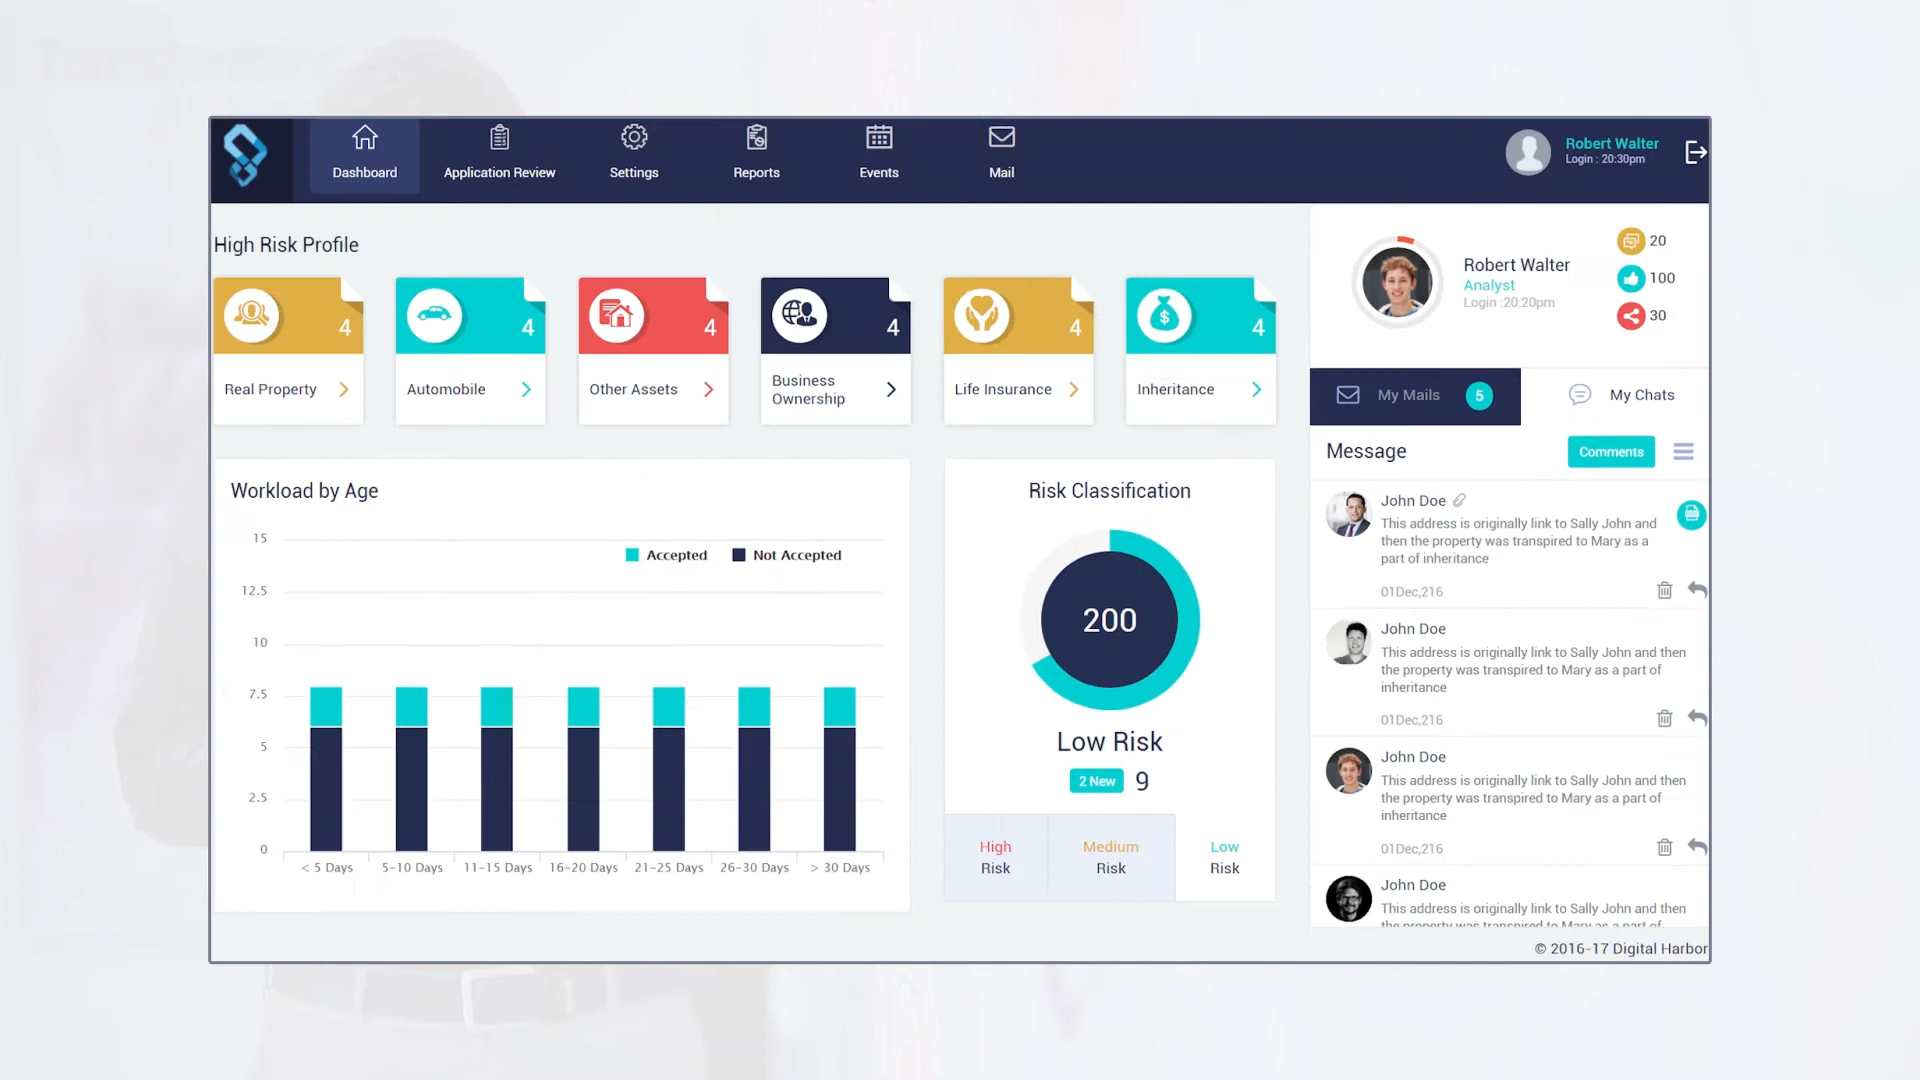 Dashboard
Application Review
Settings
Reports
Events
Mail
Robert Walter
Login : 20:30pm
High Risk Profile
4
Real Property
4
Automobile
4
Other Assets
4
Business
Ownership
4
Life Insurance
4
Inheritance
Robert Walter
Analyst
Login :20:20pm
20
100
30
My Mails
5
My Chats
Message
Comments
John Doe
This address is originally link to Sally John and
then the property was transpired to Mary as a
part of inheritance
01Dec,216
John Doe
This address is originally link to Sally John and then
the property was transpired to Mary as a part of
inheritance
01Dec,216
John Doe
This address is originally link to Sally John and then
the property was transpired to Mary as a part of
inheritance
01Dec,216
John Doe
This address is originally link to Sally John and then
the property was transpired to Mary as a part of
Workload by Age
Accepted
Not Accepted
15
12.5
10
7.5
5
2.5
0
< 5 Days
5-10 Days
11-15 Days
16-20 Days
21-25 Days
26-30 Days
> 30 Days
Risk Classification
200
Low Risk
2 New
9
High
Risk
Medium
Risk
Low
Risk
© 2016-17 Digital Harbor